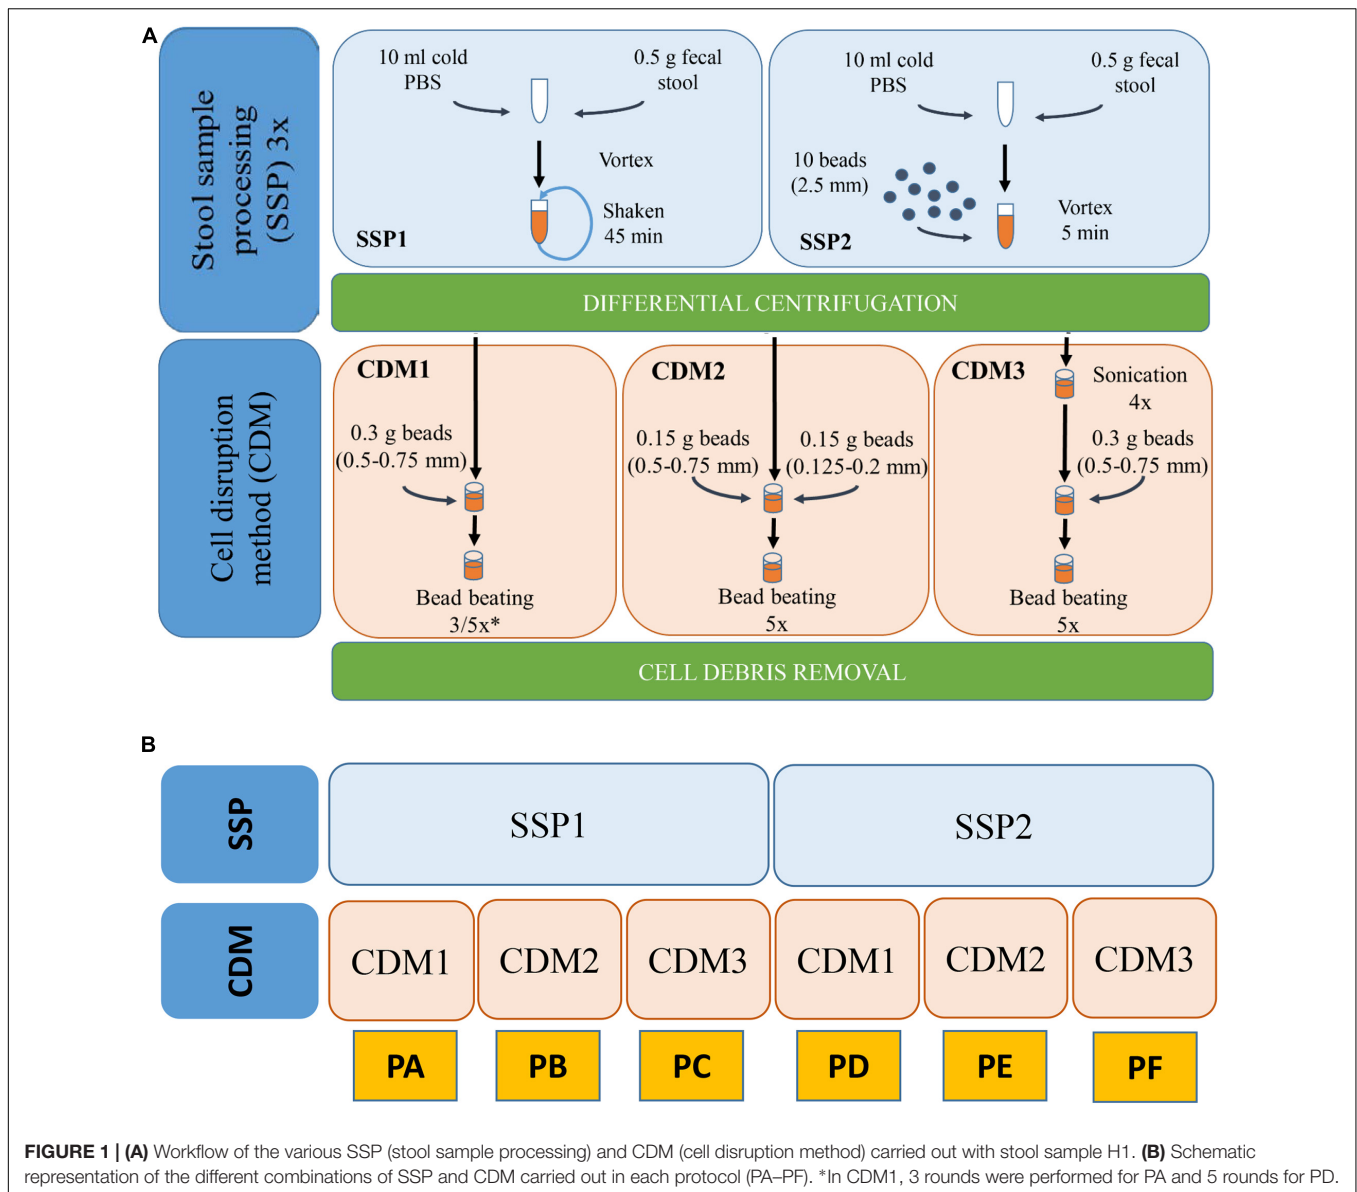 A
Stool sample
processing
(SSP) 3x
10 ml cold
PBS
0.5 g fecal
stool
Vortex
Shaken
45 min
SSP1
10 ml cold
PBS
0.5 g fecal
stool
10 beads
(2.5 mm)
Vortex
5 min
SSP2
DIFFERENTIAL CENTRIFUGATION
Cell disruption
method (CDM)
CDM1
0.3 g beads
(0.5-0.75 mm)
Bead beating
3/5x*
CDM2
0.15 g beads
(0.5-0.75 mm)
0.15 g beads
(0.125-0.2 mm)
Bead beating
5x
CDM3
Sonication
4x
0.3 g beads
(0.5-0.75 mm)
Bead beating
5x
CELL DEBRIS REMOVAL
B
SSP
SSP1
SSP2
CDM
CDM1
CDM2
CDM3
CDM1
CDM2
CDM3
PA
PB
PC
PD
PE
PF
FIGURE 1 | (A) Workflow of the various SSP (stool sample processing) and CDM (cell disruption method) carried out with stool sample H1. (B) Schematic
representation of the different combinations of SSP and CDM carried out in each protocol (PA–PF). *In CDM1, 3 rounds were performed for PA and 5 rounds for PD.